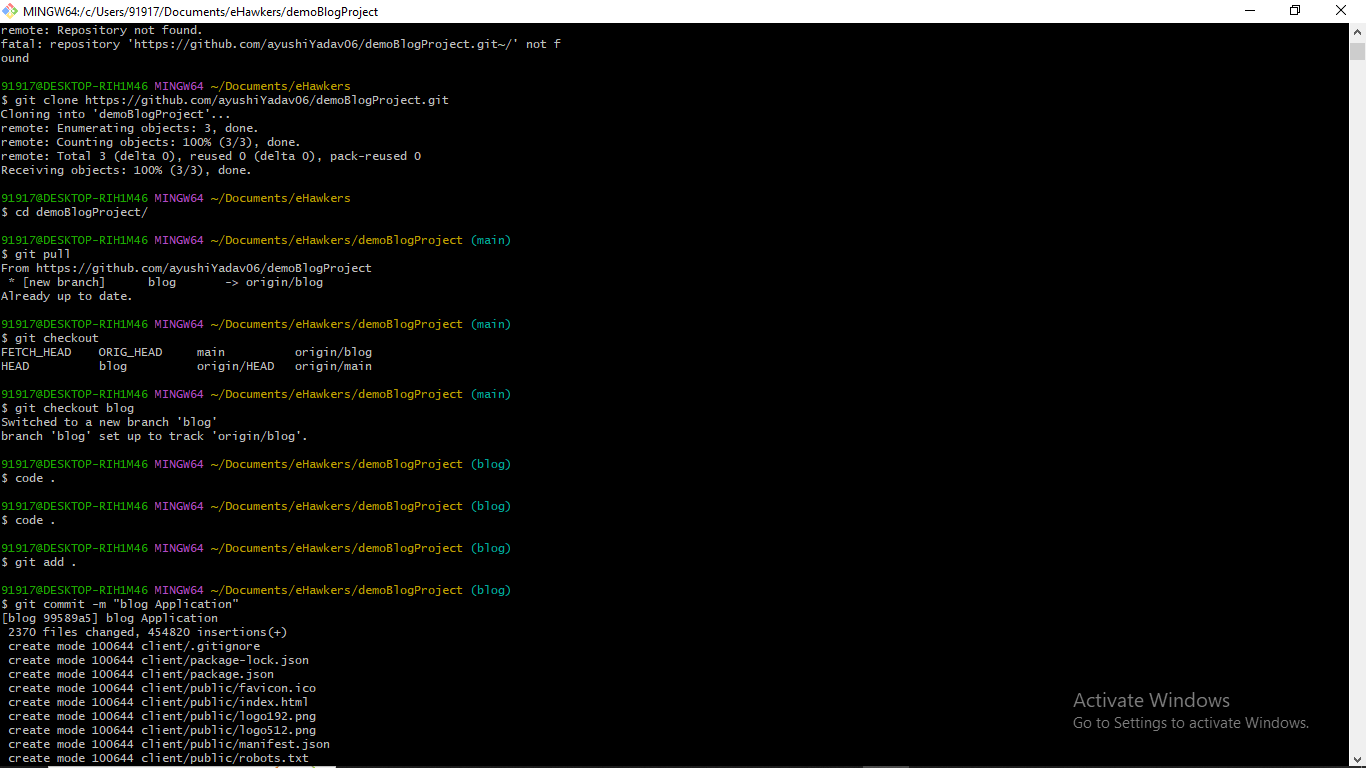 MINGW64:/c/Users/91917/Documents/eHawkers/demoBlogProject
remote: Repository not found.
fatal: repository 'https://github.com/ayushiYadav06/demoBlogProject.git~/' not f
ound
91917@DESKTOP-RIH1M46 MINGW64 ~/Documents/eHawkers
$ git clone https://github.com/ayushiYadav06/demoBlogProject.git
Cloning into 'demoBlogProject'...
remote: Enumerating objects: 3, done.
remote: Counting objects: 100% (3/3), done.
remote: Total 3 (delta 0), reused 0 (delta 0), pack-reused 0
Receiving objects: 100% (3/3), done.
91917@DESKTOP-RIH1M46 MINGW64 ~/Documents/eHawkers
$ cd demoBlogProject/
91917@DESKTOP-RIH1M46 MINGW64 ~/Documents/eHawkers/demoBlogProject (main)
$ git pull
From https://github.com/ayushiYadav06/demoBlogProject
 * [new branch]      blog       -> origin/blog
Already up to date.
91917@DESKTOP-RIH1M46 MINGW64 ~/Documents/eHawkers/demoBlogProject (main)
$ git checkout
FETCH_HEAD    ORIG_HEAD     main          origin/blog
HEAD          blog          origin/HEAD   origin/main
91917@DESKTOP-RIH1M46 MINGW64 ~/Documents/eHawkers/demoBlogProject (main)
$ git checkout blog
Switched to a new branch 'blog'
branch 'blog' set up to track 'origin/blog'.
91917@DESKTOP-RIH1M46 MINGW64 ~/Documents/eHawkers/demoBlogProject (blog)
$ code .
91917@DESKTOP-RIH1M46 MINGW64 ~/Documents/eHawkers/demoBlogProject (blog)
$ code .
91917@DESKTOP-RIH1M46 MINGW64 ~/Documents/eHawkers/demoBlogProject (blog)
$ git add .
91917@DESKTOP-RIH1M46 MINGW64 ~/Documents/eHawkers/demoBlogProject (blog)
$ git commit -m "blog Application"
[blog 99589a5] blog Application
 2370 files changed, 454820 insertions(+)
 create mode 100644 client/.gitignore
 create mode 100644 client/package-lock.json
 create mode 100644 client/package.json
 create mode 100644 client/public/favicon.ico
 create mode 100644 client/public/index.html
 create mode 100644 client/public/logo192.png
 create mode 100644 client/public/logo512.png
 create mode 100644 client/public/manifest.json
 create mode 100644 client/public/robots.txt
Activate Windows
Go to Settings to activate Windows.